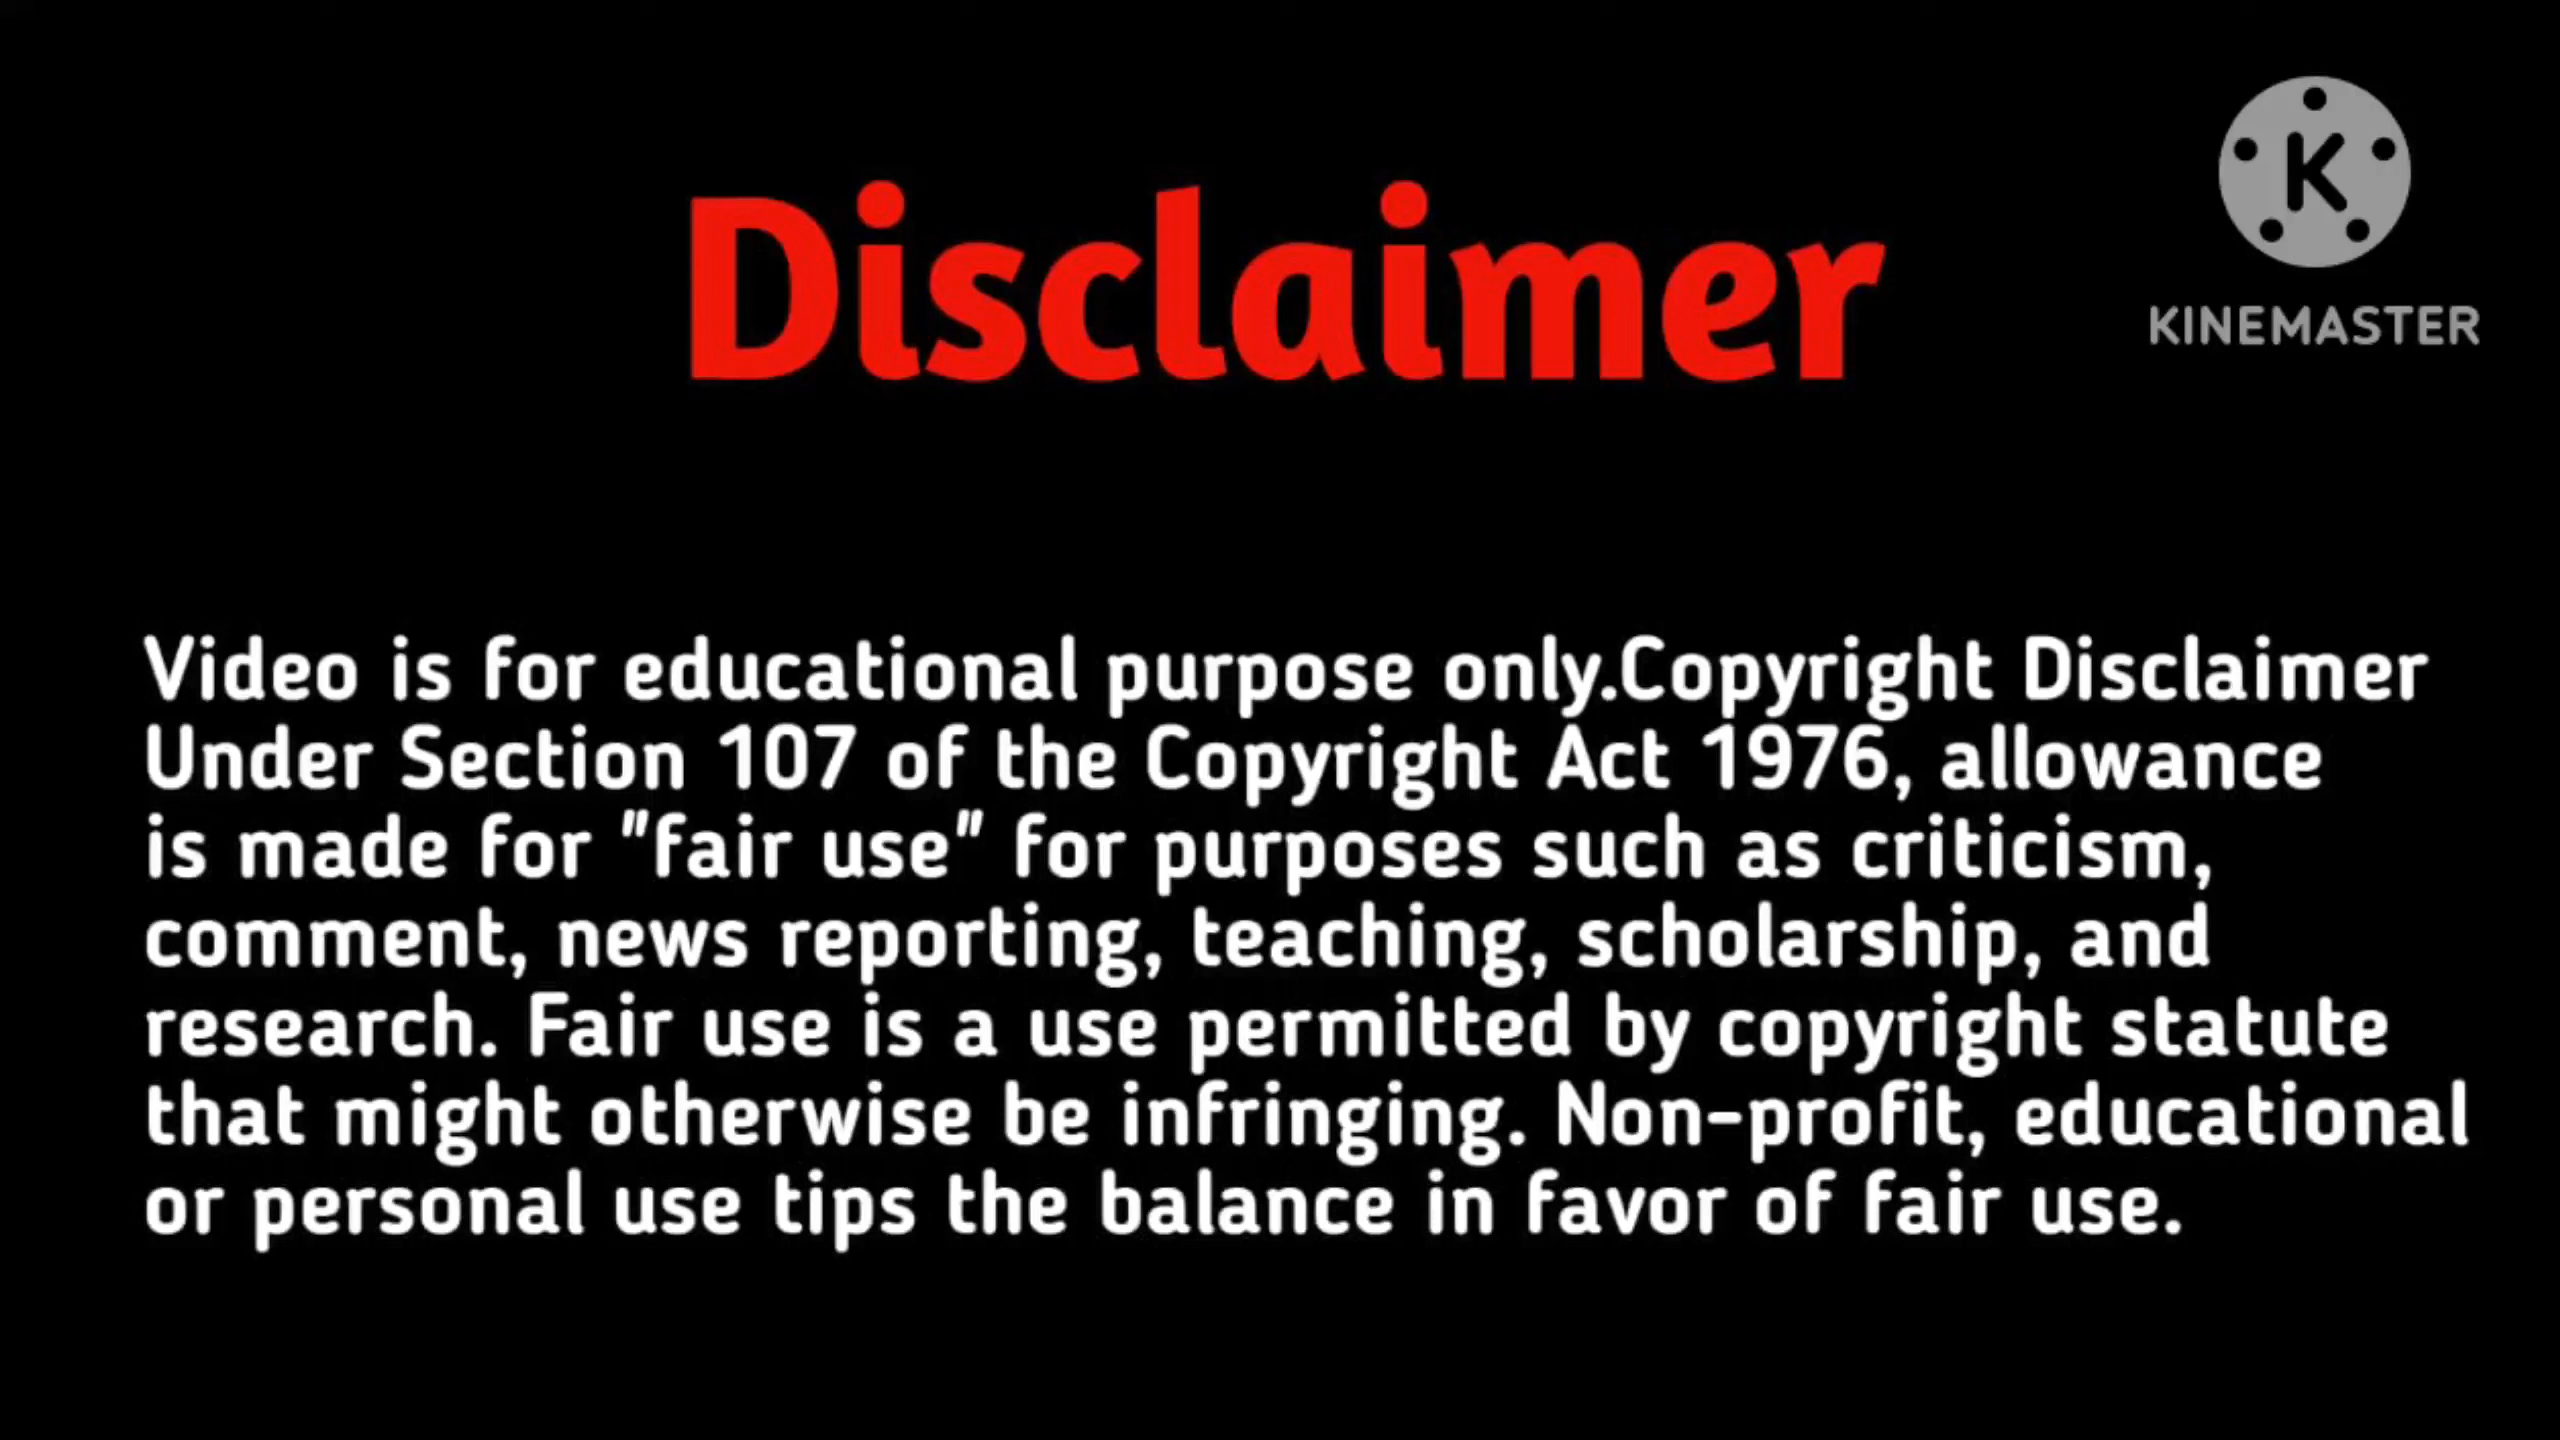 Disclaimer
KINEMASTER
Video is for educational purpose only.Copyright Disclaimer
Under Section 107 of the Copyright Act 1976, allowance
is made for "fair use" for purposes such as criticism,
comment, news reporting, teaching, scholarship, and
research. Fair use is a use permitted by copyright statute
that might otherwise be infringing. Non-profit, educational
or personal use tips the balance in favor of fair use.